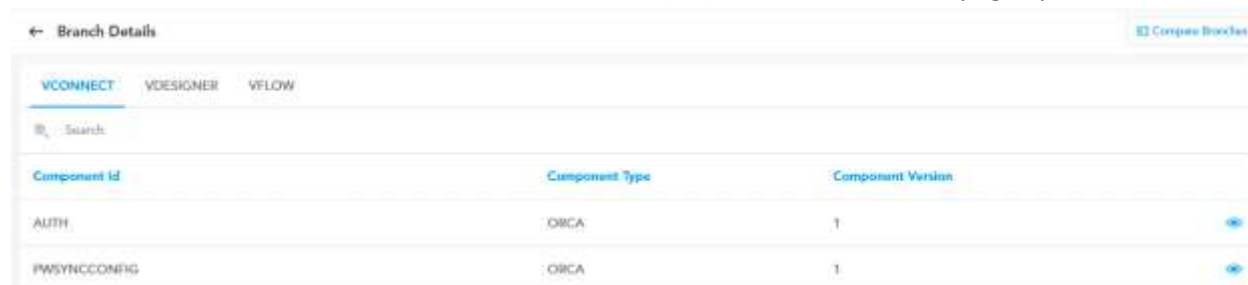 ← Branch Details
Compare Branches
VCONNECT VDESIGNER VFLOW
Search
Component Id Component Type Component Version
AUTH ORCA 1
PWSYNCCONFIG ORCA 1